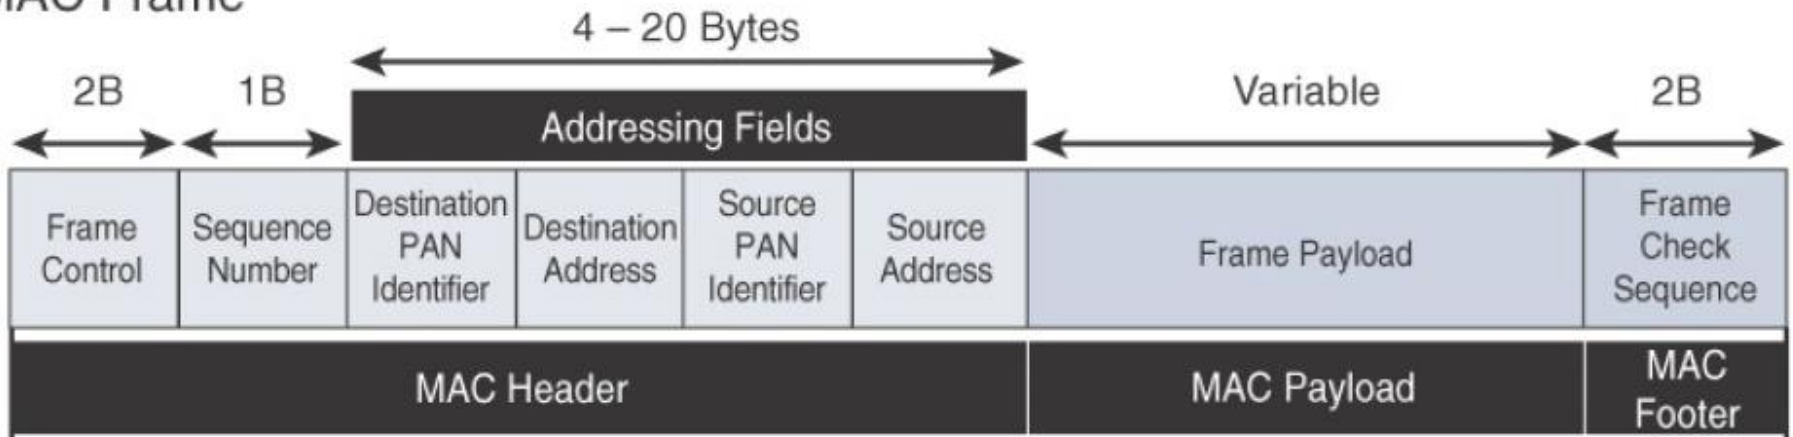 MAC Frame
4 – 20 Bytes
2B
1B
Variable
2B
Addressing Fields
Frame
Control
Sequence
Number
Destination
PAN
Identifier
Destination
Address
Source
PAN
Identifier
Source
Address
Frame Payload
Frame
Check
Sequence
MAC Header
MAC Payload
MAC
Footer